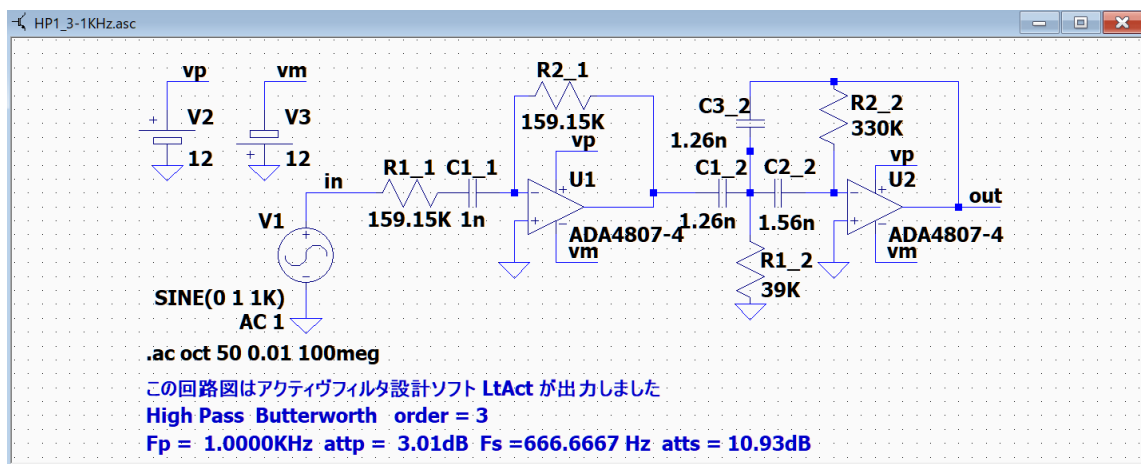 HP1_3-1KHz.asc
vp
vm
V2
V3
12
12
R2_1
159.15K
C3_2
1.26n
R2_2
330K
vp
vp
in
R1_1
C1_1
U1
C1_2
C2_2
U2
out
159.15K
1n
1.26n
1.56n
ADA4807-4
ADA4807-4
vm
vm
V1
R1_2
39K
SINE(0 1 1K)
AC 1
.ac oct 50 0.01 100meg
この回路図はアクティヴフィルタ設計ソフト LtAct が出力しました
High Pass Butterworth order = 3
Fp = 1.0000KHz attp = 3.01dB Fs =666.6667 Hz atts = 10.93dB